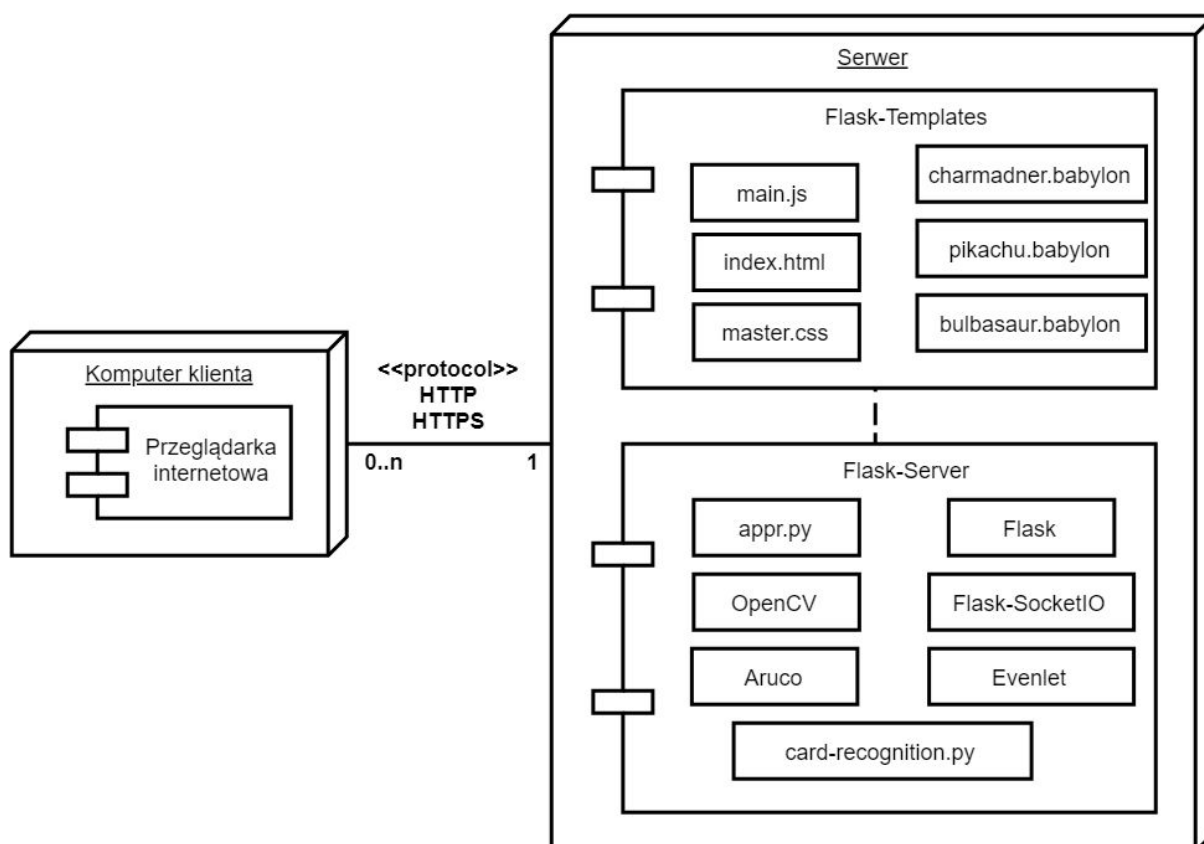 Serwer
Flask-Templates
main.js
index.html
master.css
charmadner.babylon
pikachu.babylon
bulbasaur.babylon
Komputer klienta
Przeglądarka
internetowa
<<protocol>>
HTTP
HTTPS
0..n
1
Flask-Server
appr.py
Flask
OpenCV
Flask-SocketIO
Aruco
Evenlet
card-recognition.py